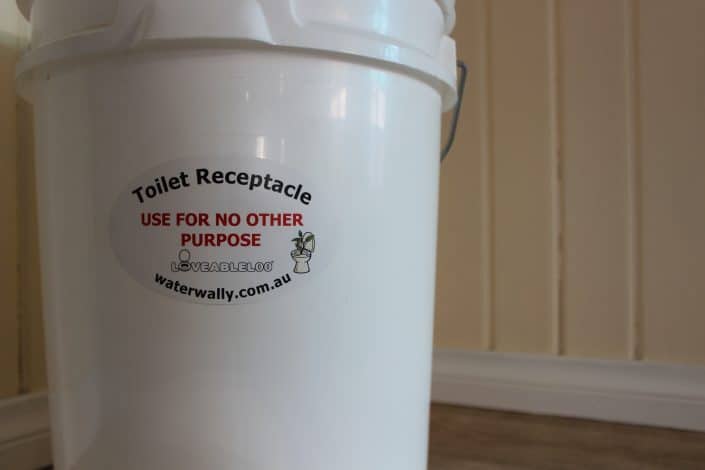 Toilet Receptacle
USE FOR NO OTHER
PURPOSE
LOVEABLELOO
waterwally.com.au